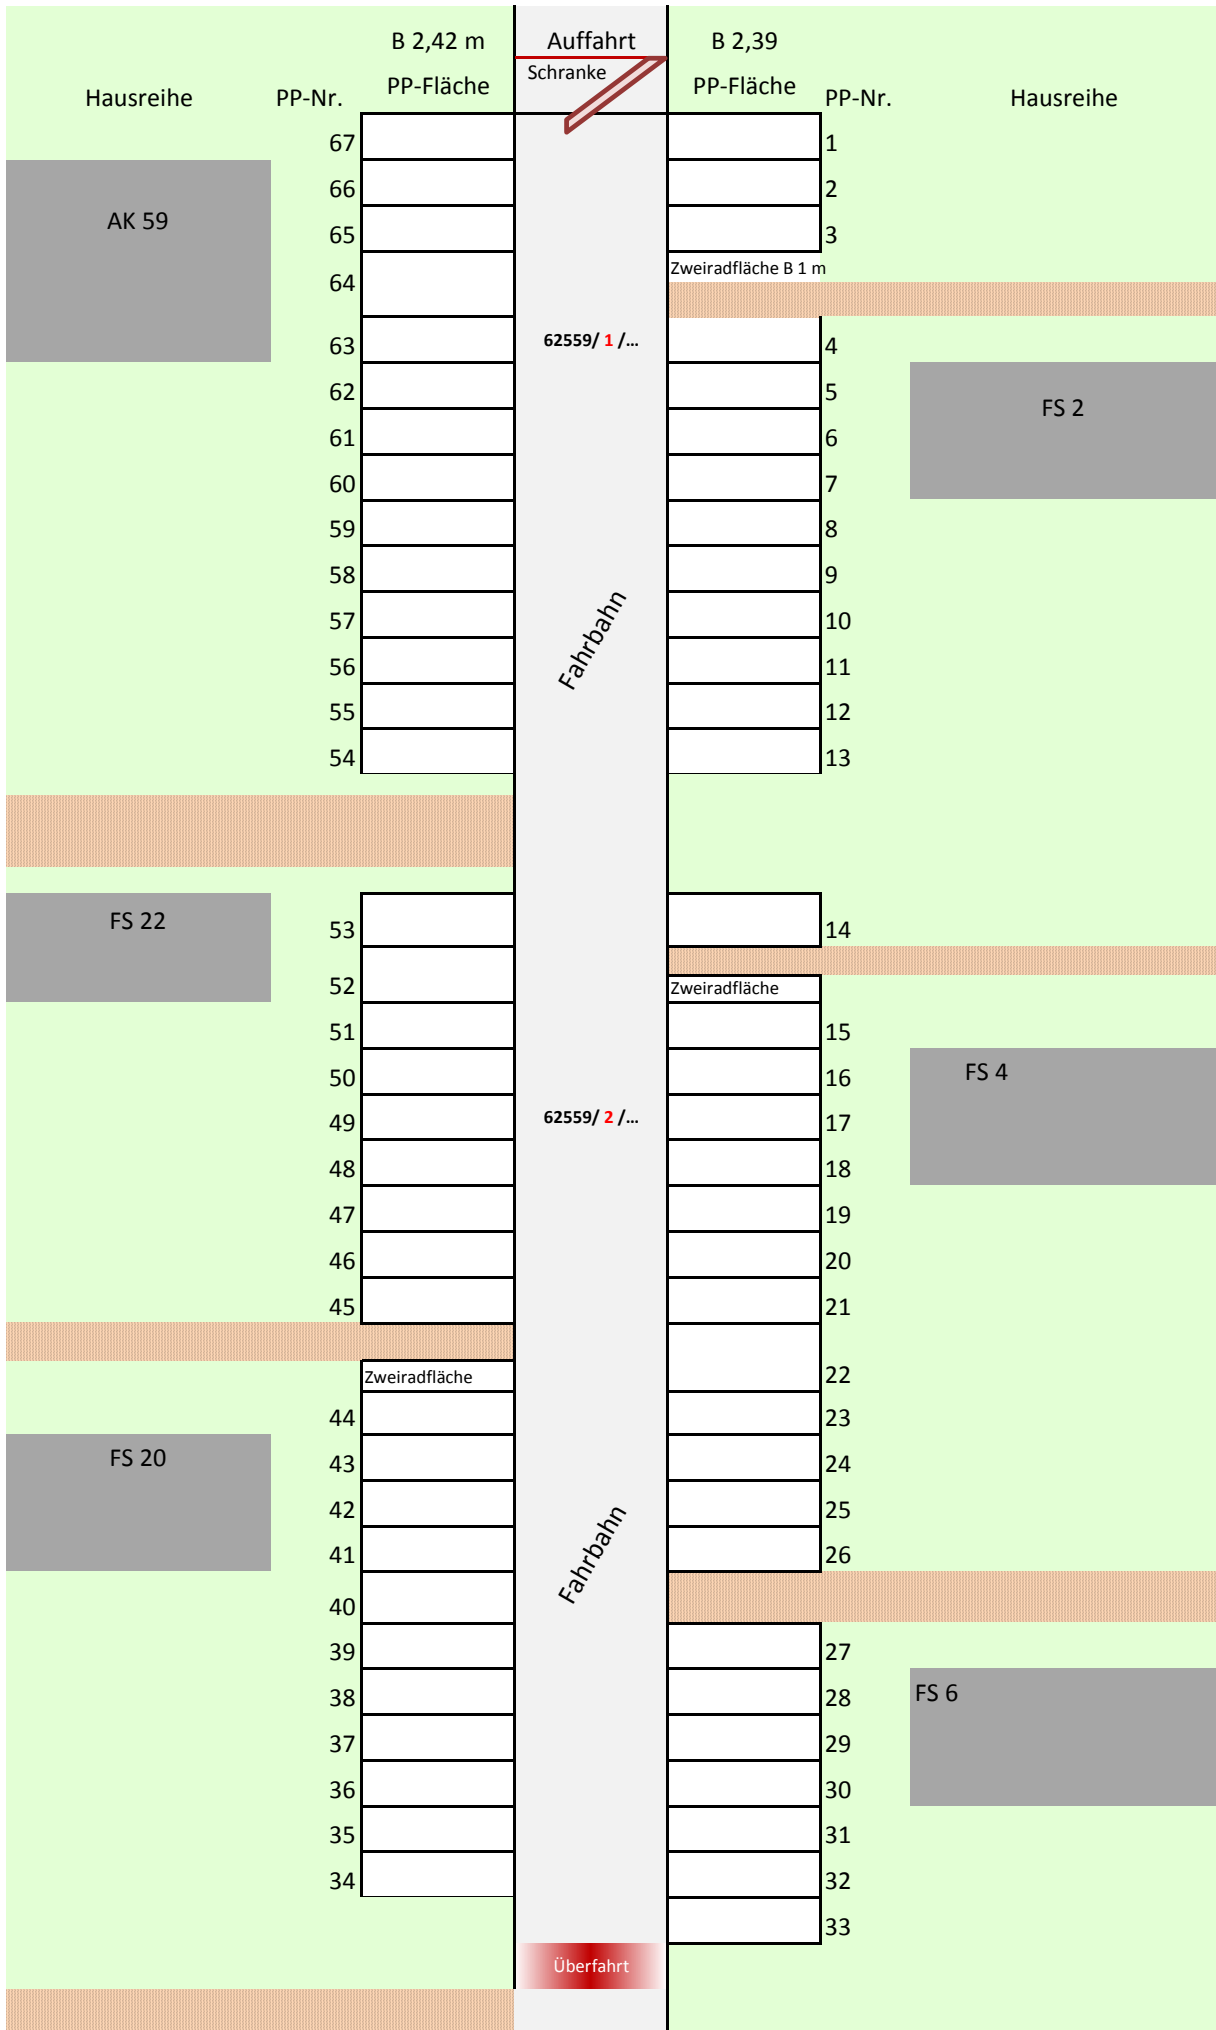 B 2,42 m Auffahrt B 2,39
Schranke
PP-Fläche PP-Fläche
Hausreihe PP-Nr. PP-Nr. Hausreihe
67 1
66 2
AK 59
65 3
Zweiradfläche B 1 m
64
62559/ 1 /...
63 4
62 5
FS 2
61 6
60 7
59 8
58 9
57 10
Fahrbahn
56 11
55 12
54 13
FS 22
53 14
52 Zweiradfläche
51 15
50 16
FS 4
62559/ 2 /...
49 17
48 18
47 19
46 20
45 21
Zweiradfläche 22
44 23
FS 20
43 24
42 25
41 26
Fahrbahn
40
39 27
38 28
FS 6
37 29
36 30
35 31
34 32
33
Überfahrt